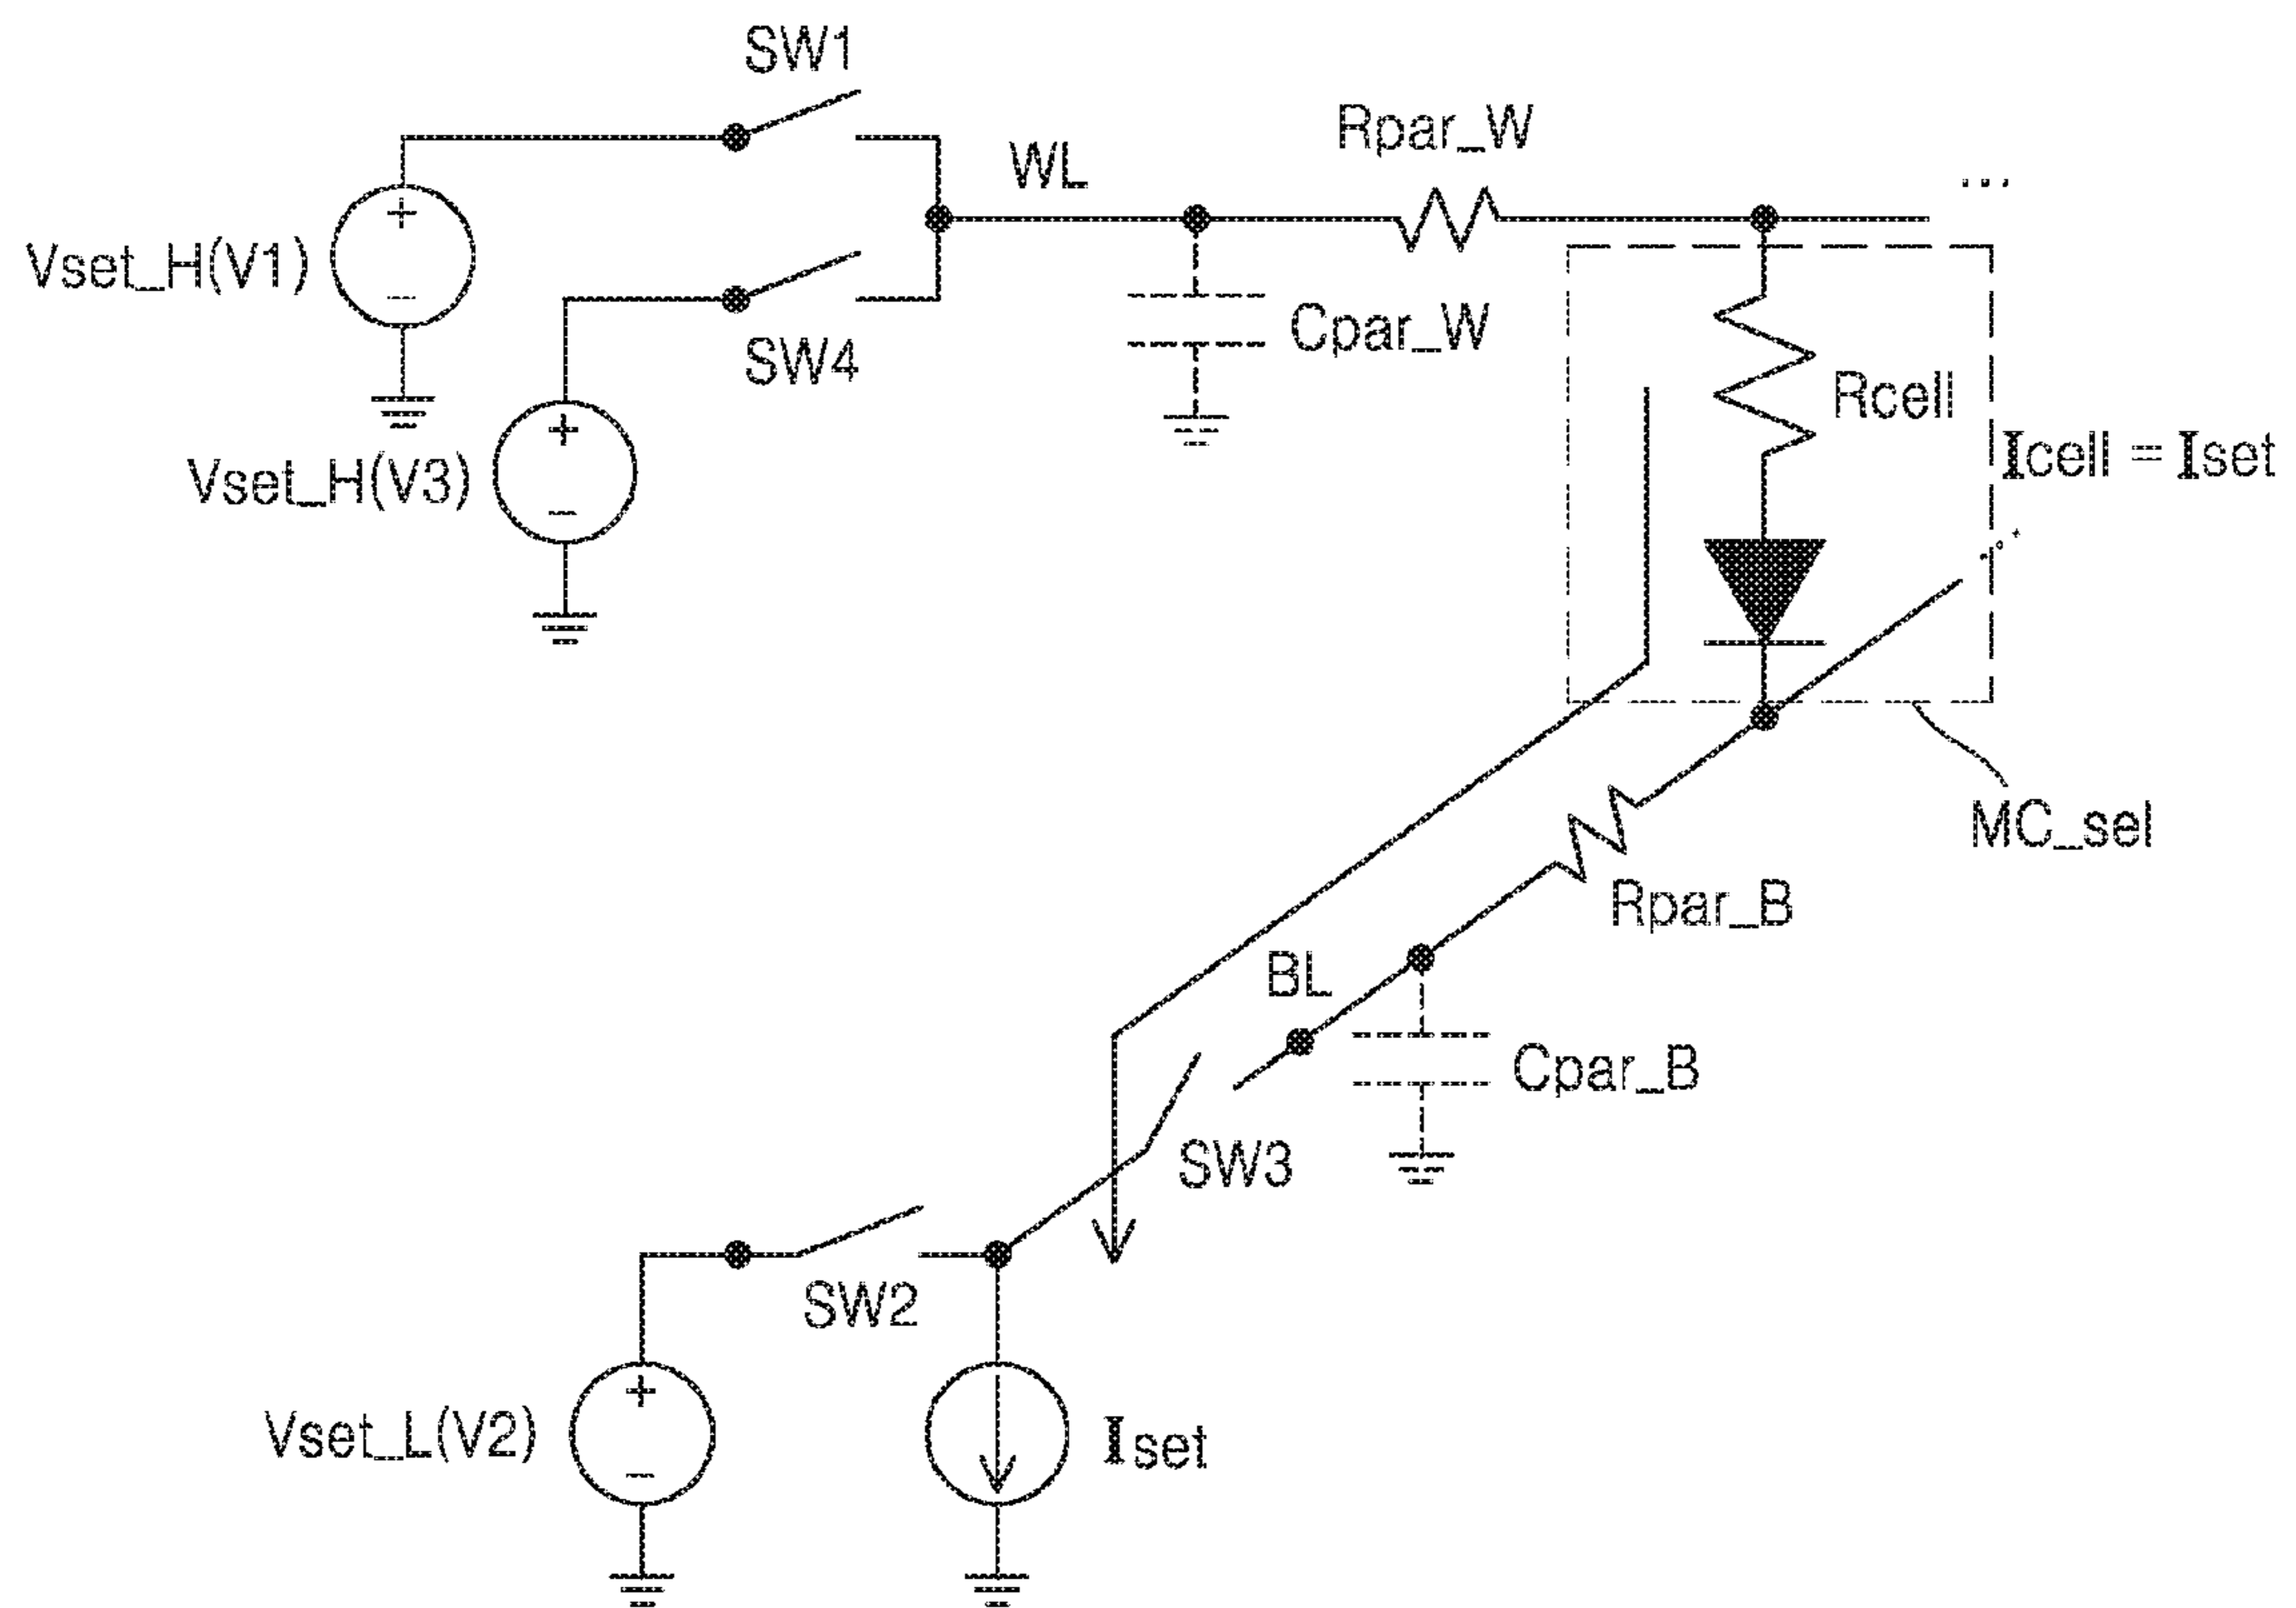 SW1
Rpar_W
WL
...
Vset_H(V1)
SW4
Cpar_W
Rcell
Icell = Iset
Vset_H(V3)
MC_sel
Rpar_B
BL
Cpar_B
SW3
SW2
Vset_L(V2)
Iset